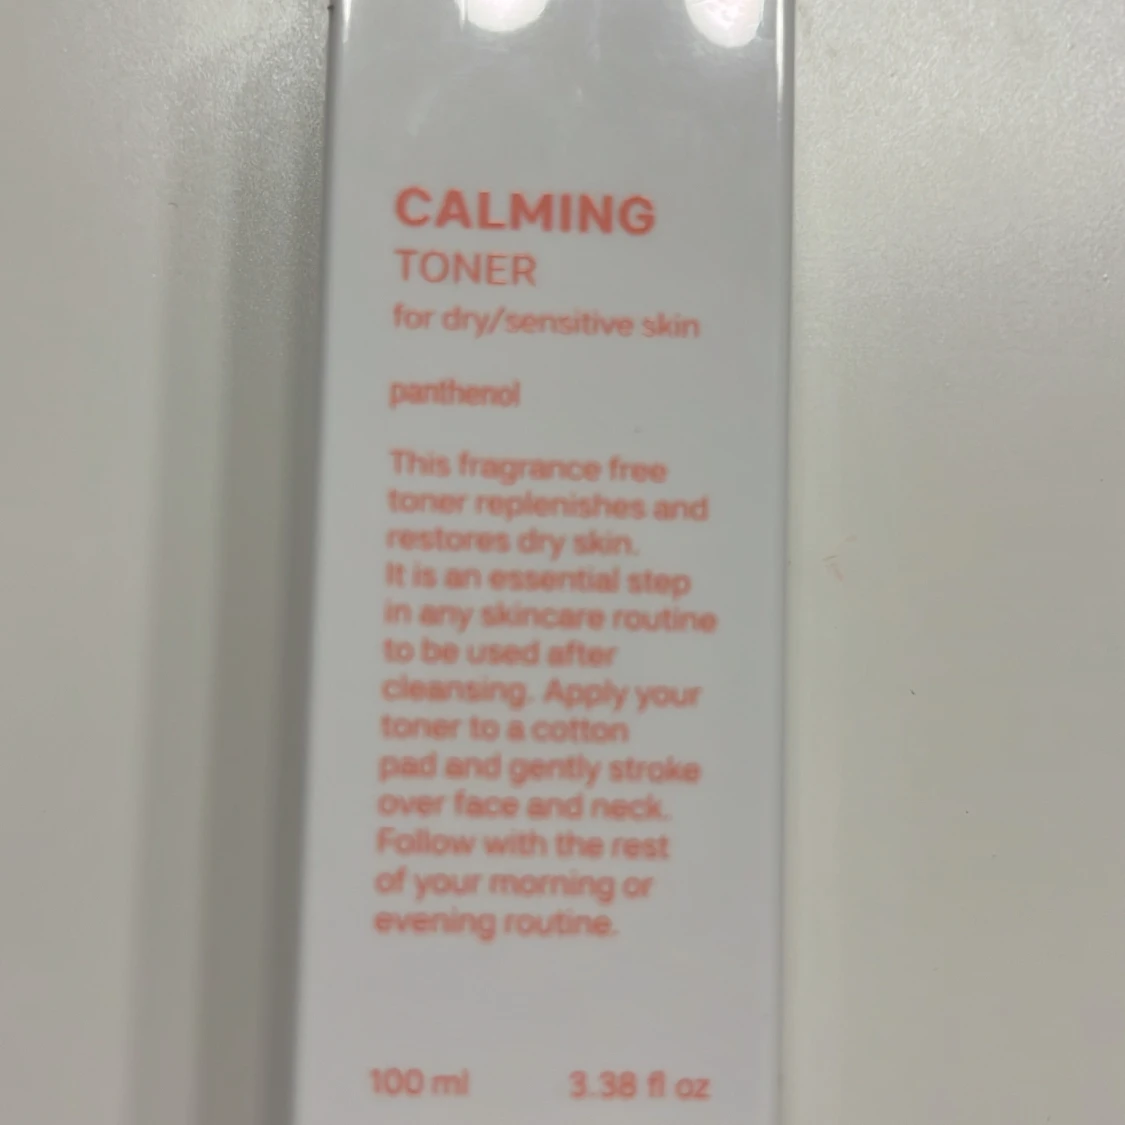 CALMING
TONER
for dry/sensitive skin
panthenol
This fragrance free
toner replenishes and
restores dry skin.
It is an essential step
in any skincare routine
to be used after
cleansing. Apply your
toner to a cotton
pad and gently stroke
over face and neck.
Follow with the rest
of your morning or
evening routine.
100 ml 3.38 fl oz